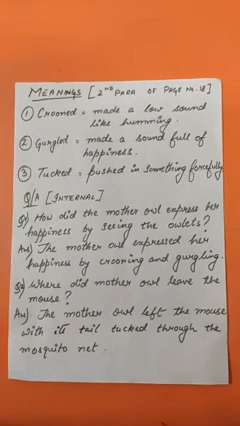 MEANINGS [2ND PARA OF PAGE NO. 18]
① Crooned = made a low sound
like humming.
② Gurgled = made a sound full of
happiness.
③ Tucked = pushed in something forcefully
Q/A [INTERNAL]
Q1) How did the mother owl express her
happiness by seeing the owlets?
Ans) The mother owl expressed her
happiness by crooning and gurgling.
Q2) Where did mother owl leave the
mouse?
Ans) The mother owl left the mouse
with its tail tucked through the
mosquito net.